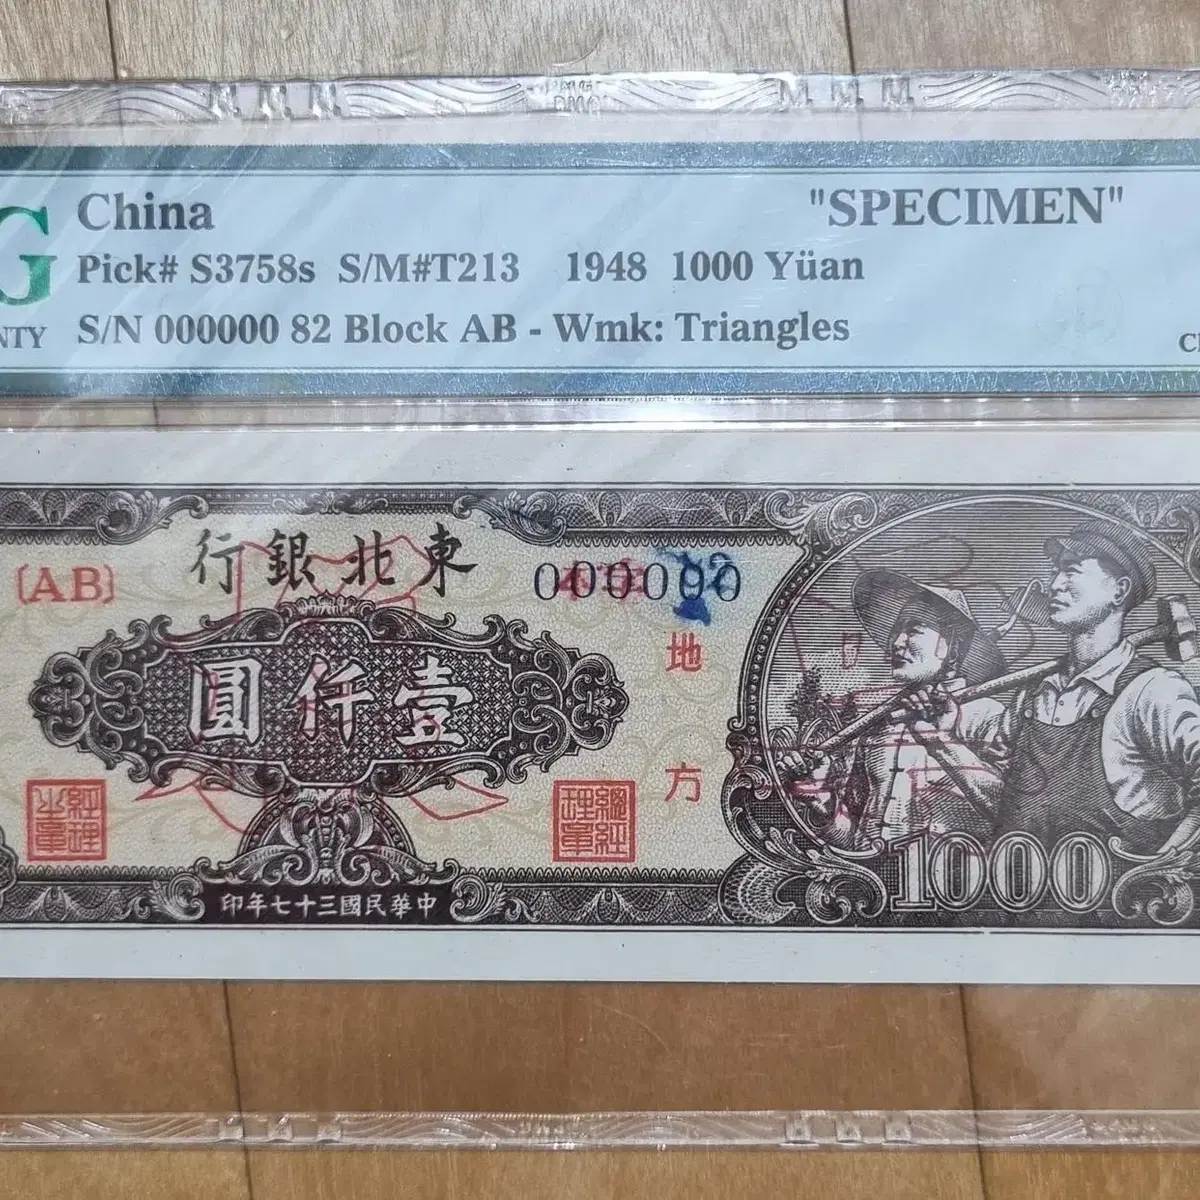 China
"SPECIMEN"
Pick# S3758s S/M#T213 1948 1000 Yüan
S/N 000000 82 Block AB - Wmk: Triangles
行銀北東
(AB)
000000
82
地
方
圓仟壹
1000
印年七十三國民華中